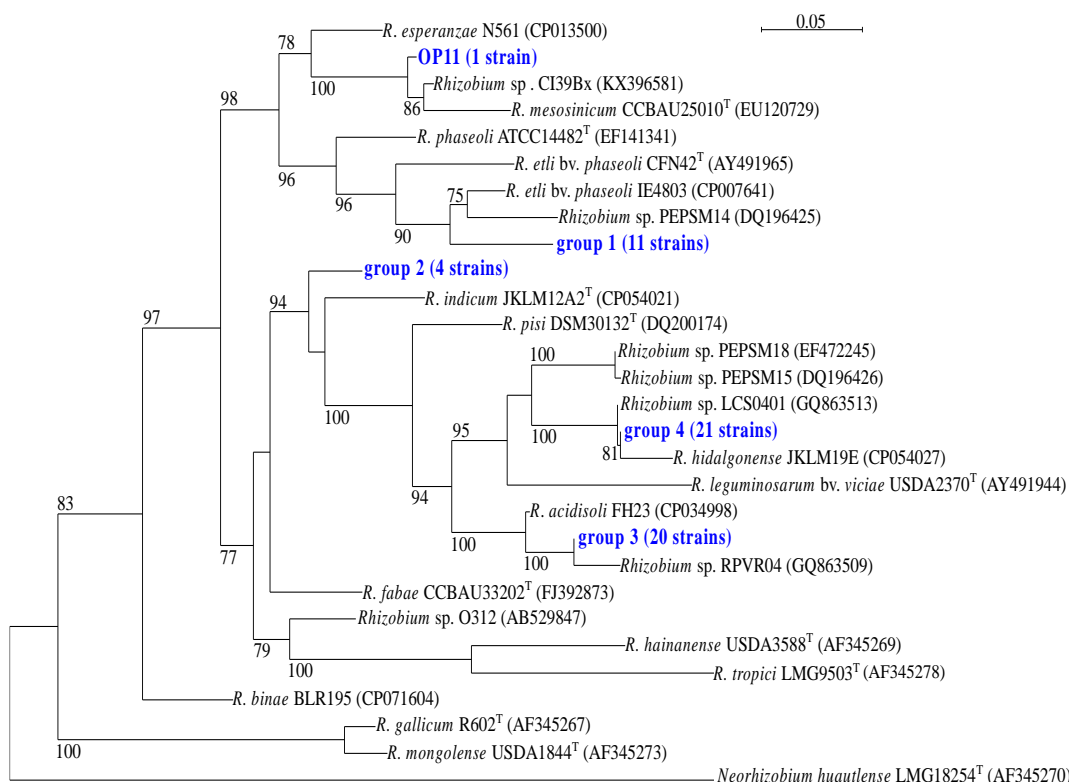 0.05
78
R. esperanzae N561 (CP013500)
OP11 (1 strain)
100
Rhizobium sp . CI39Bx (KX396581)
98
86
R. mesosinicum CCBAU25010T (EU120729)
R. phaseoli ATCC14482T (EF141341)
96
R. etli bv. phaseoli CFN42T (AY491965)
96
R. etli bv. phaseoli IE4803 (CP007641)
75
Rhizobium sp. PEPSM14 (DQ196425)
90
group 1 (11 strains)
group 2 (4 strains)
94
R. indicum JKLM12A2T (CP054021)
97
R. pisi DSM30132T (DQ200174)
100
Rhizobium sp. PEPSM18 (EF472245)
Rhizobium sp. PEPSM15 (DQ196426)
Rhizobium sp. LCS0401 (GQ863513)
100
95
100
group 4 (21 strains)
81
R. hidalgonense JKLM19E (CP054027)
R. leguminosarum bv. viciae USDA2370T (AY491944)
94
83
R. acidisoli FH23 (CP034998)
100
group 3 (20 strains)
77
100
Rhizobium sp. RPVR04 (GQ863509)
R. fabae CCBAU33202T (FJ392873)
Rhizobium sp. O312 (AB529847)
79
R. hainanense USDA3588T (AF345269)
100
R. tropici LMG9503T (AF345278)
R. binae BLR195 (CP071604)
R. gallicum R602T (AF345267)
100
R. mongolense USDA1844T (AF345273)
Neorhizobium huautlense LMG18254T (AF345270)